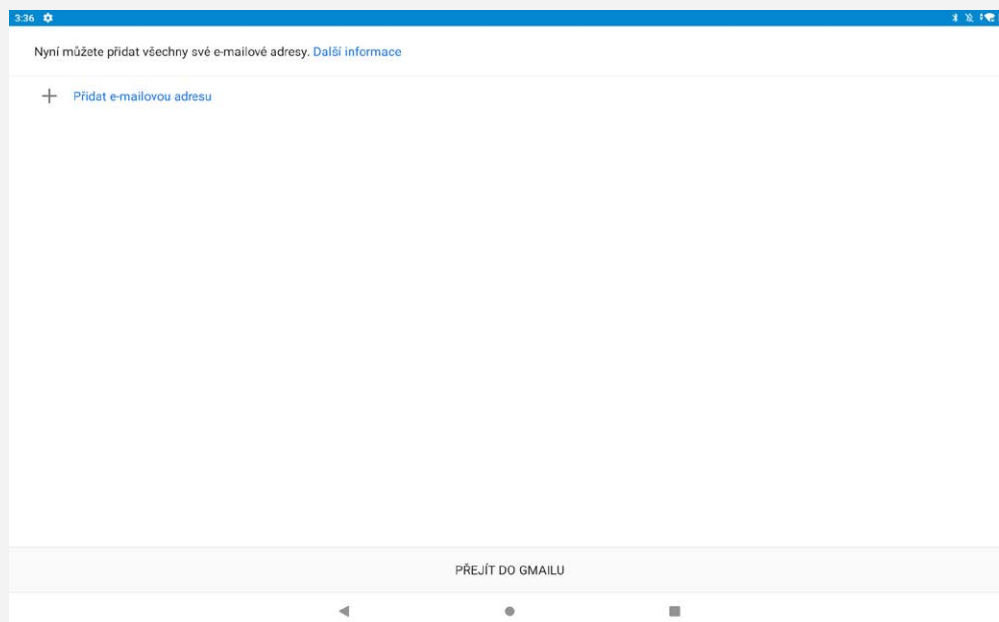 3:36
Nyní můžete přidat všechny své e-mailové adresy. Další informace
Přidat e-mailovou adresu
PŘEJÍT DO GMAILU